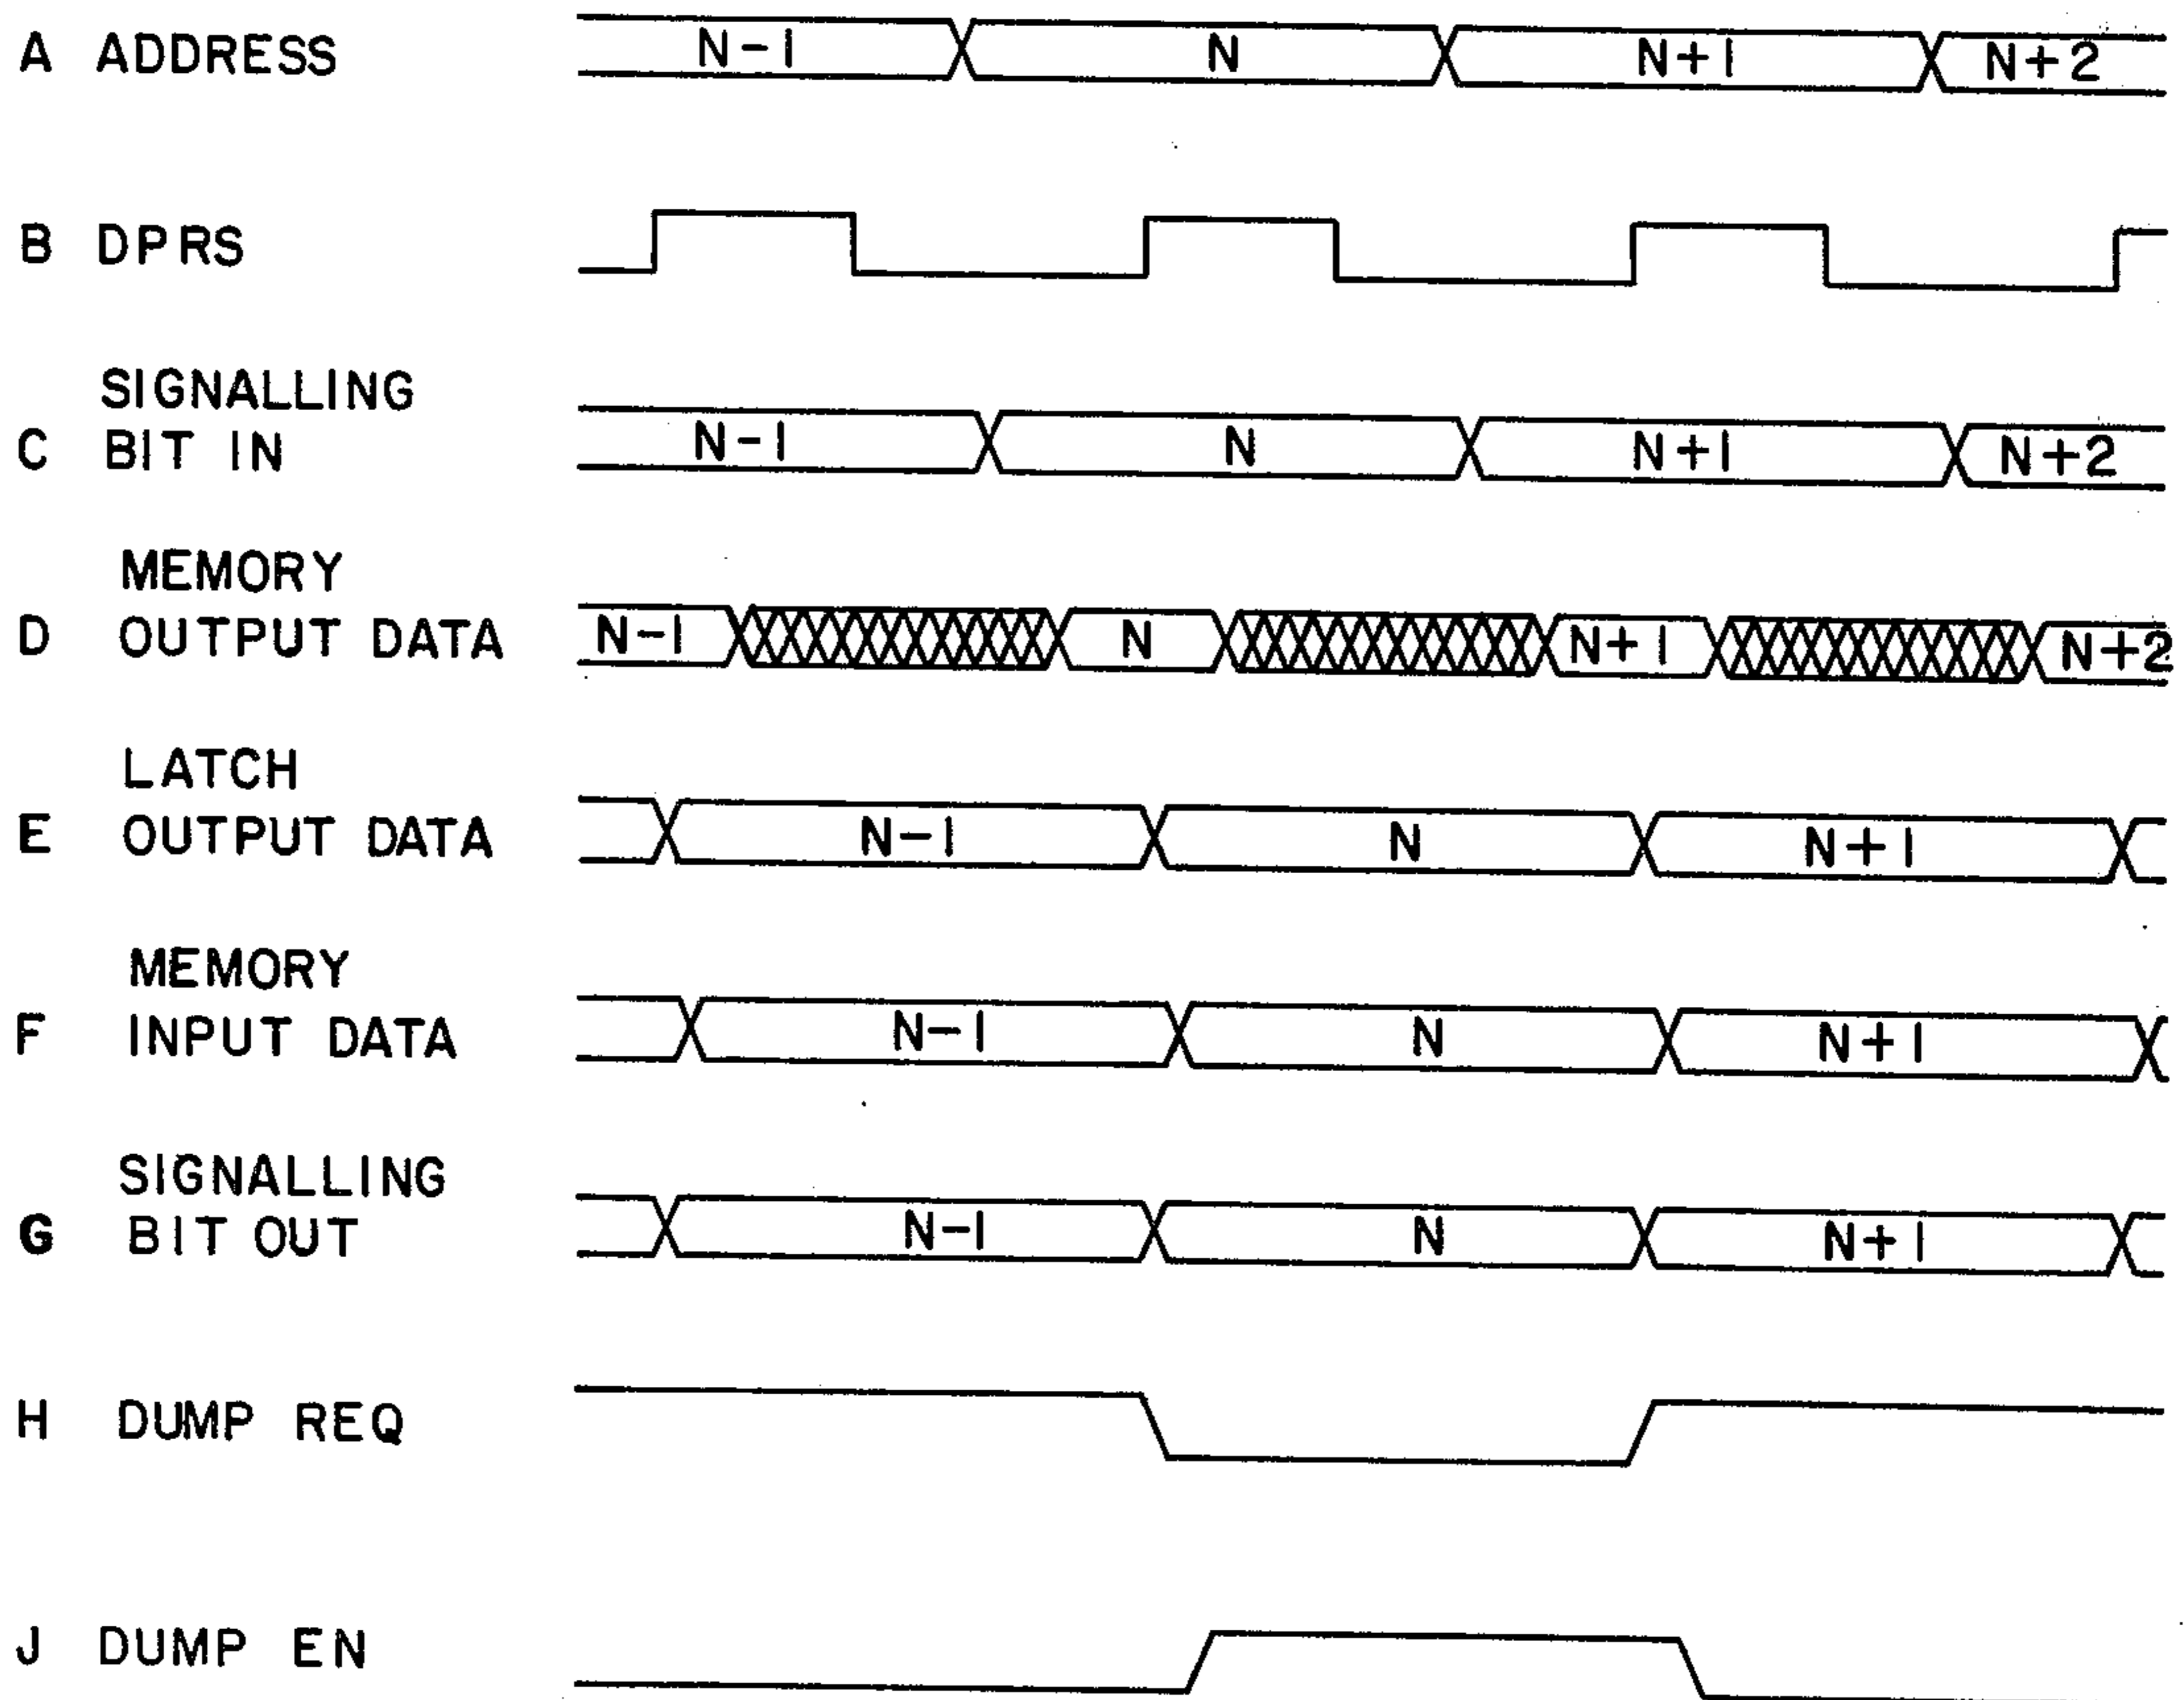 A ADDRESS N-1 N N+1 N+2
B DPRS
SIGNALLING
C BIT IN N-1 N N+1 N+2
MEMORY
D OUTPUT DATA N-1 N N+1 N+2
LATCH
E OUTPUT DATA N-1 N N+1
MEMORY
F INPUT DATA N-1 N N+1
SIGNALLING
G BIT OUT N-1 N N+1
H DUMP REQ
J DUMP EN